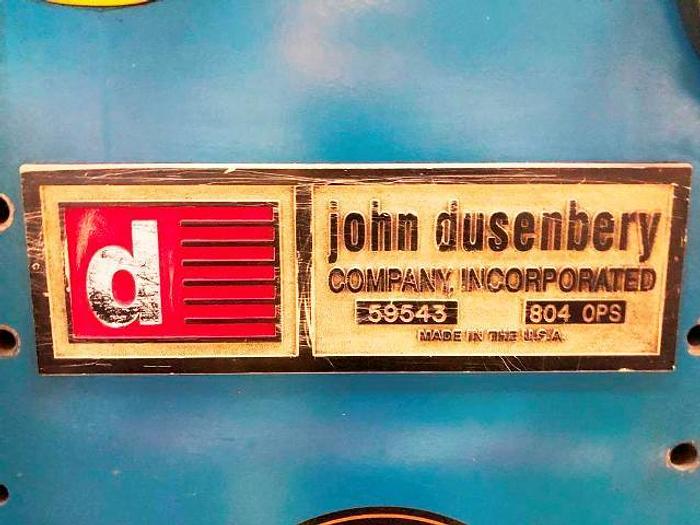 d
john dusenbery
COMPANY, INCORPORATED
59543 804 OPS
MADE IN THE U.S.A.